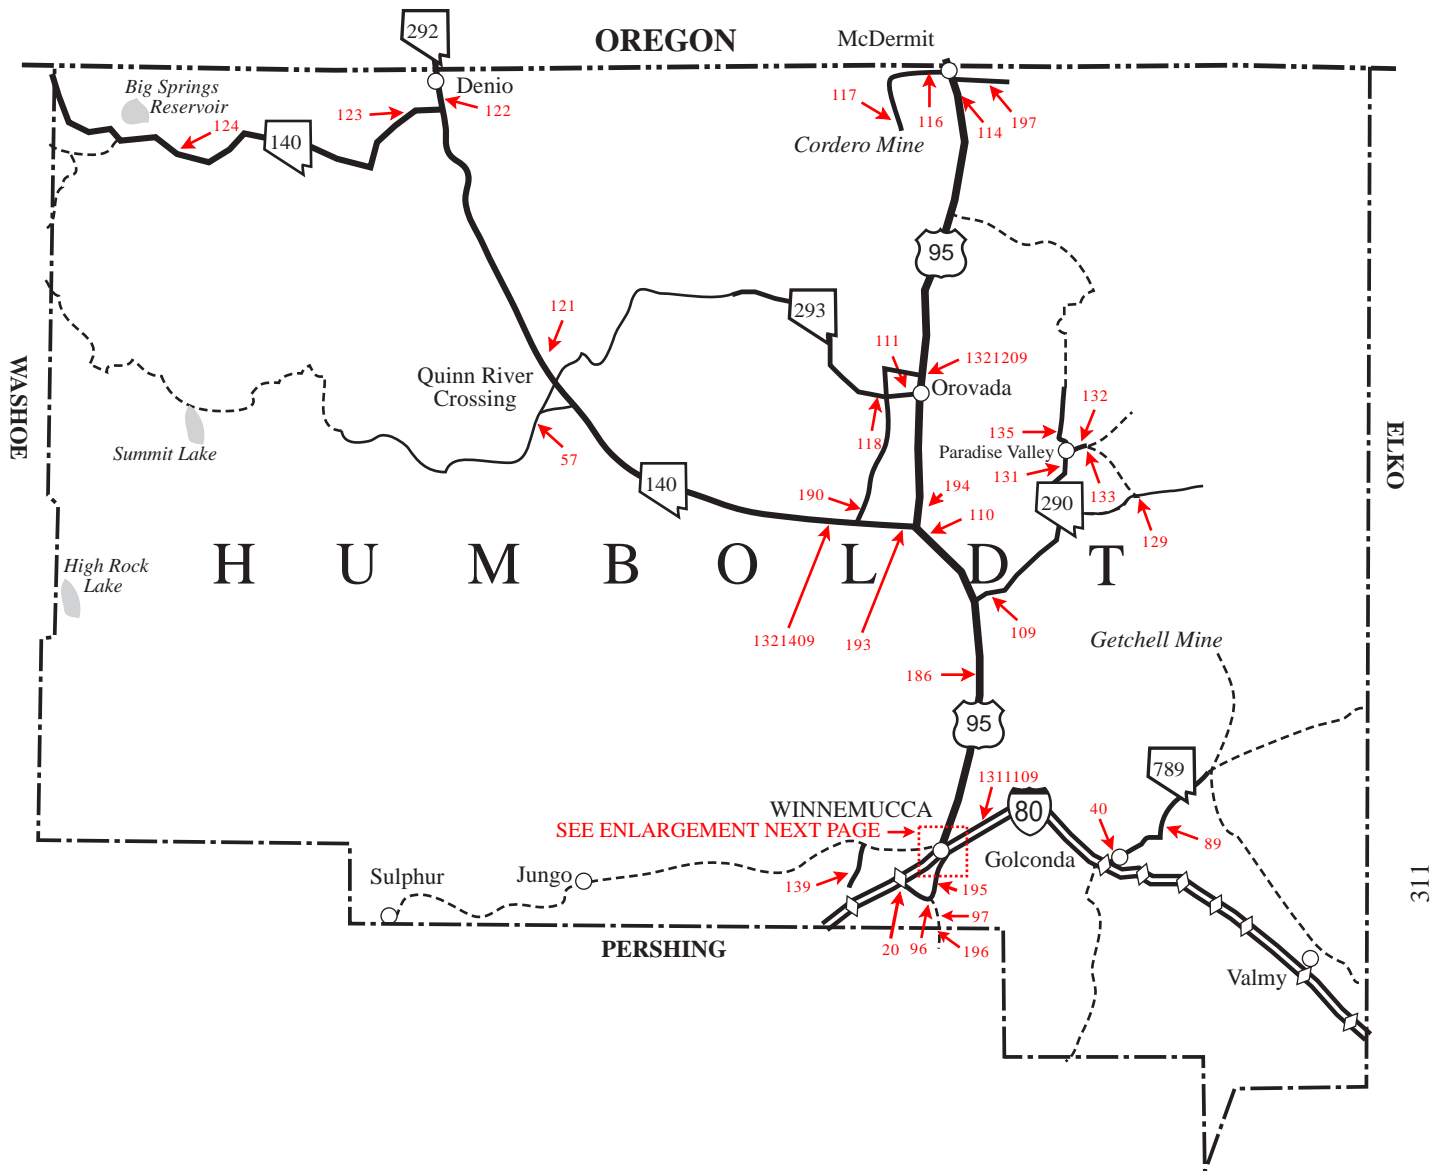 292
OREGON
McDermit
Big Springs
Reservoir
Denio
123
122
124
140
117
116
114
197
Cordero Mine
95
121
293
111
1321209
Quinn River
Crossing
Orovada
WASHOE
Summit Lake
57
118
132
135
Paradise Valley
131
133
ELKO
140
190
194
110
290
129
High Rock
Lake
HUMBOLDT
1321409
193
109
Getchell Mine
186
95
789
1311109
WINNEMUCCA
80
SEE ENLARGEMENT NEXT PAGE
40
89
Golconda
Sulphur
Jungo
139
195
97
20
96
196
PERSHING
Valmy
311